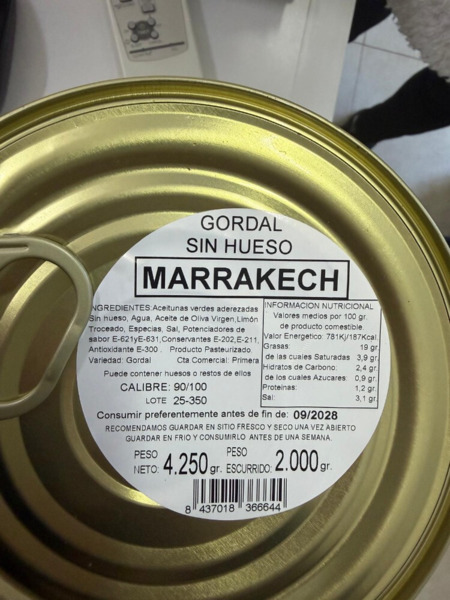 GORDAL
SIN HUESO
MARRAKECH
INGREDIENTES:Aceitunas verdes aderezadas
Sin hueso, Agua, Aceite de Oliva Virgen,Limón
Troceado, Especias, Sal, Potenciadores de
sabor E-621yE-631,Conservantes E-202,E-211,
Antioxidante E-300 . Producto Pasteurizado
Variedad: Gordal Cta Comercial: Primera
Puede contener huesos o restos de ellos
CALIBRE: 90/100
LOTE 25-350
INFORMACION NUTRICIONAL
Valores medios por 100 gr.
de producto comestible.
Valor Energetico: 781Kj/187Kcal.
Grasas: 19 gr.
de las cuales Saturadas 3,9 gr.
Hidratos de Carbono: 2,4 gr.
de los cuales Azucares: 0,9 gr.
Proteinas: 1,2 gr.
Sal: 3,1 gr.
Consumir preferentemente antes de fin de: 09/2028
RECOMENDAMOS GUARDAR EN SITIO FRESCO Y SECO UNA VEZ ABIERTO
GUARDAR EN FRIO Y CONSUMIRLO ANTES DE UNA SEMANA.
PESO NETO: 4.250 gr. PESO ESCURRIDO: 2.000 gr.
8 437018 366644